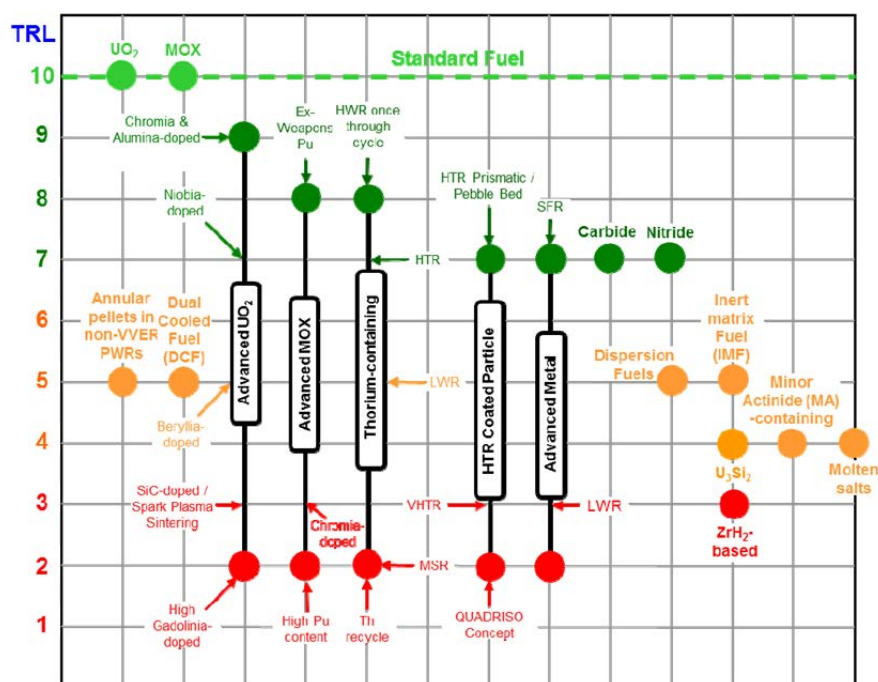 TRL
10
9
8
7
6
5
4
3
2
1
UO₂
MOX
Standard Fuel
Chromia &
Alumina-doped
Ex-
Weapons
Pu
HWR once
through
cycle
Niobia-
doped
HTR Prismatic /
Pebble Bed
SFR
Carbide
Nitride
HTR
Annular
pellets in
non-VVER
PWRs
Dual
Cooled
Fuel
(DCF)
Advanced UO₂
Advanced MOX
Thorium-containing
HTR Coated Particle
Advanced Metal
Inert
matrix
Fuel
(IMF)
Dispersion
Fuels
Minor
Actinide (MA)
-containing
LWR
Beryllia-
doped
U₃Si₂
Molten
salts
SiC-doped /
Spark Plasma
Sintering
Chromia-
doped
VHTR
LWR
ZrH₂-
based
MSR
High
Gadolinia-
doped
High Pu
content
Th
recycle
QUADRISO
Concept